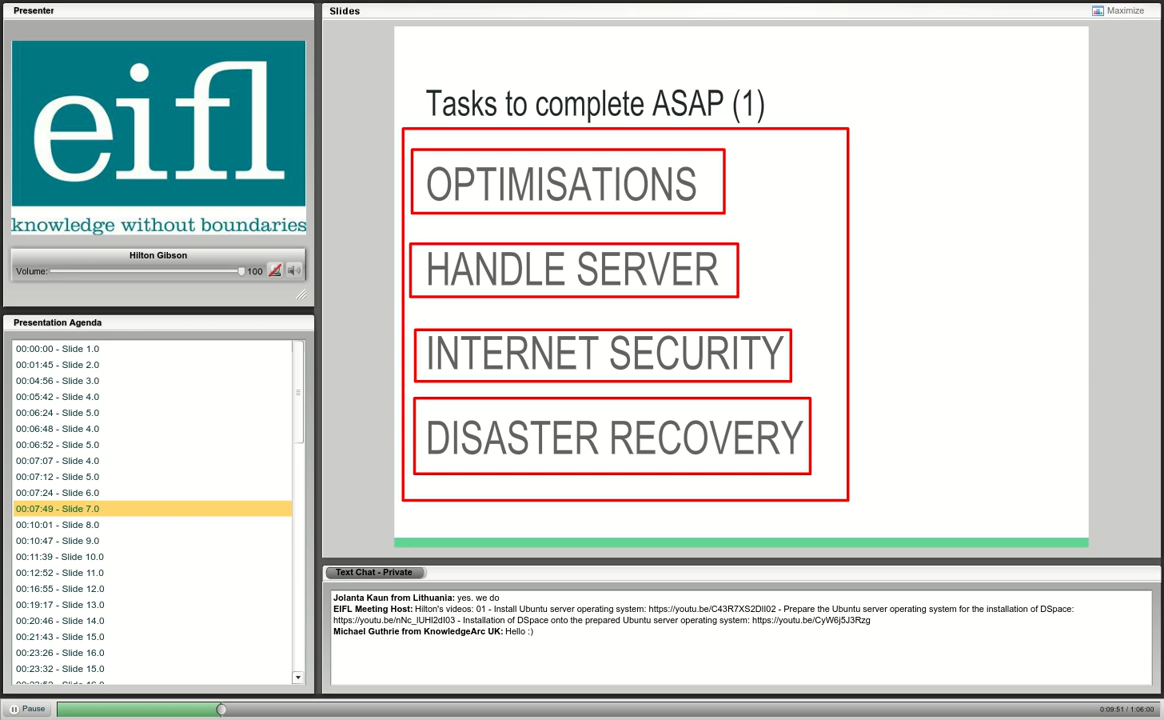 Presenter
eifl
knowledge without boundaries
Hilton Gibson
Volume: 100
Presentation Agenda
00:00:00 - Slide 1.0
00:01:45 - Slide 2.0
00:04:56 - Slide 3.0
00:05:42 - Slide 4.0
00:06:24 - Slide 5.0
00:06:48 - Slide 4.0
00:06:52 - Slide 5.0
00:07:07 - Slide 4.0
00:07:12 - Slide 5.0
00:07:24 - Slide 6.0
00:07:49 - Slide 7.0
00:10:01 - Slide 8.0
00:10:47 - Slide 9.0
00:11:39 - Slide 10.0
00:12:52 - Slide 11.0
00:16:55 - Slide 12.0
00:19:17 - Slide 13.0
00:20:46 - Slide 14.0
00:21:43 - Slide 15.0
00:23:26 - Slide 16.0
00:23:32 - Slide 15.0
Slides
Maximize
Tasks to complete ASAP (1)
OPTIMISATIONS
HANDLE SERVER
INTERNET SECURITY
DISASTER RECOVERY
Text Chat - Private
Jolanta Kaun from Lithuania: yes. we do
EIFL Meeting Host: Hilton's videos: 01 - Install Ubuntu server operating system: https://youtu.be/C43R7XS2DlI02 - Prepare the Ubuntu server operating system for the installation of DSpace:
https://youtu.be/nNc_lUHl2dI03 - Installation of DSpace onto the prepared Ubuntu server operating system: https://youtu.be/CyW6j5J3Rzg
Michael Guthrie from KnowledgeArc UK: Hello :)
Pause
0:09:51 / 1:06:00